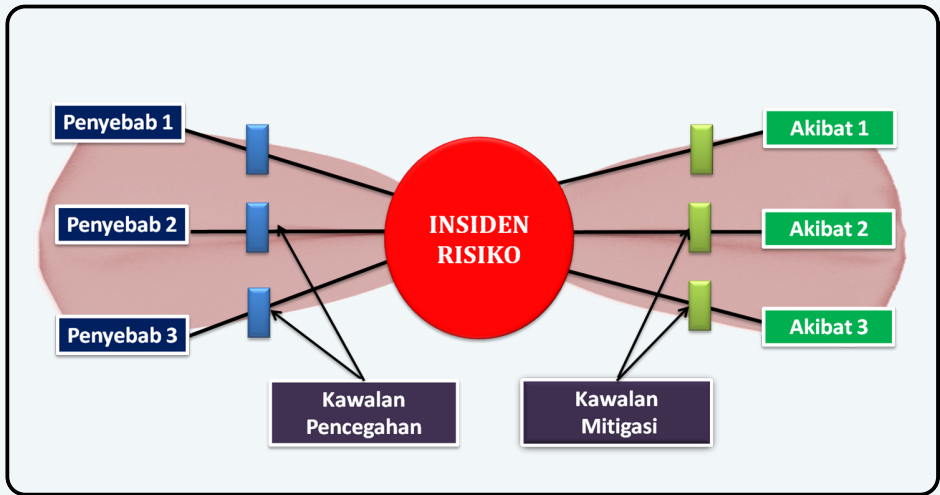 Penyebab 1
Penyebab 2
Penyebab 3
INSIDEN
RISIKO
Akibat 1
Akibat 2
Akibat 3
Kawalan
Pencegahan
Kawalan
Mitigasi